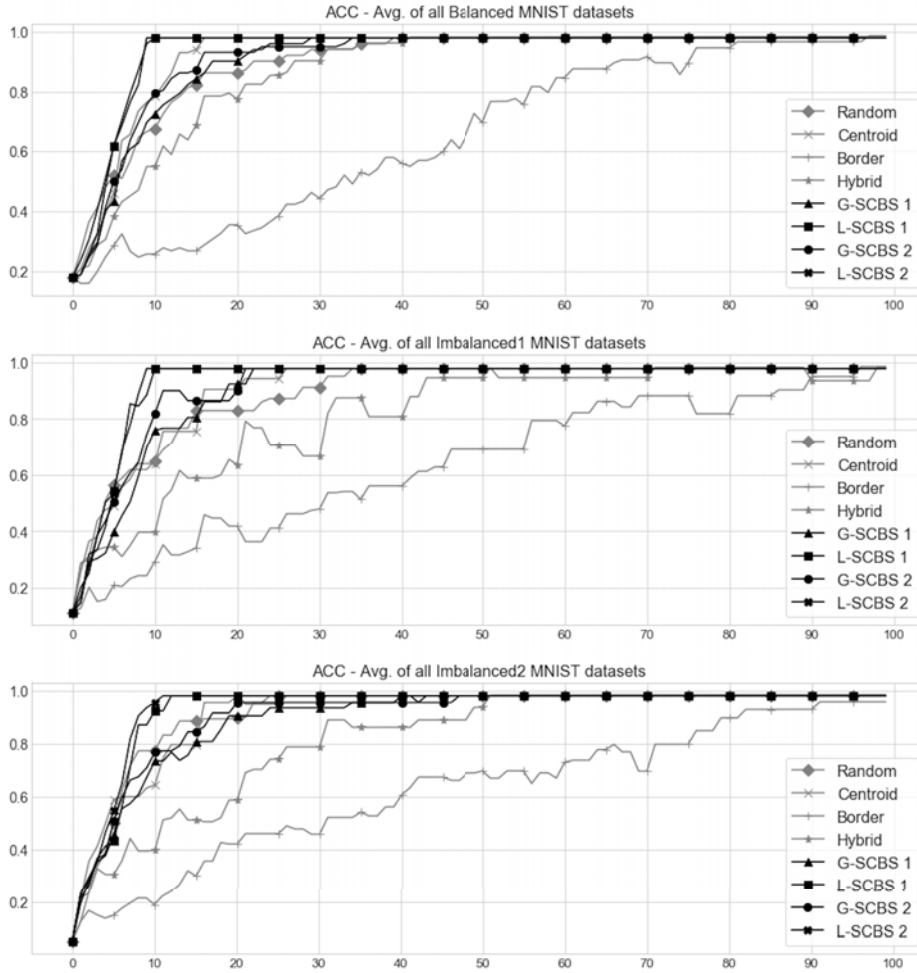 ACC - Avg. of all Balanced MNIST datasets
1.0
0.8
0.6
0.4
0.2
Random
Centroid
Border
Hybrid
G-SCBS 1
L-SCBS 1
G-SCBS 2
L-SCBS 2
0 10 20 30 40 50 60 70 80 90 100
ACC - Avg. of all Imbalanced1 MNIST datasets
1.0
0.8
0.6
0.4
0.2
Random
Centroid
Border
Hybrid
G-SCBS 1
L-SCBS 1
G-SCBS 2
L-SCBS 2
0 10 20 30 40 50 60 70 80 90 100
ACC - Avg. of all Imbalanced2 MNIST datasets
1.0
0.8
0.6
0.4
0.2
Random
Centroid
Border
Hybrid
G-SCBS 1
L-SCBS 1
G-SCBS 2
L-SCBS 2
0 10 20 30 40 50 60 70 80 90 100